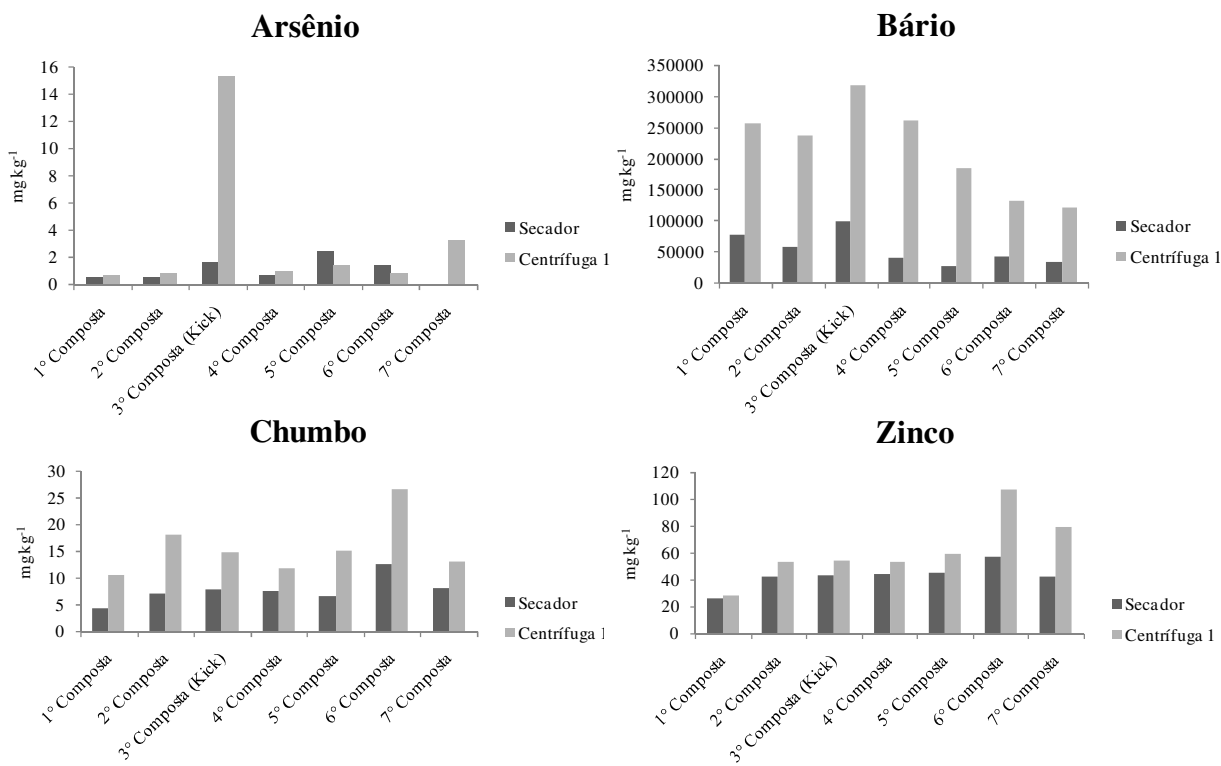 Arsênio
16
14
12
10
8
6
4
2
0
mg kg-1
Secador
Centrífuga 1
1° Composta
2° Composta
3° Composta (Kick)
4° Composta
5° Composta
6° Composta
7° Composta
Bário
350000
300000
250000
200000
150000
100000
50000
0
mg kg-1
Secador
Centrífuga 1
1° Composta
2° Composta
3° Composta (Kick)
4° Composta
5° Composta
6° Composta
7° Composta
Chumbo
30
25
20
15
10
5
0
mg kg-1
Secador
Centrífuga 1
1° Composta
2° Composta
3° Composta (Kick)
4° Composta
5° Composta
6° Composta
7° Composta
Zinco
120
100
80
60
40
20
0
mg kg-1
Secador
Centrífuga 1
1° Composta
2° Composta
3° Composta (Kick)
4° Composta
5° Composta
6° Composta
7° Composta